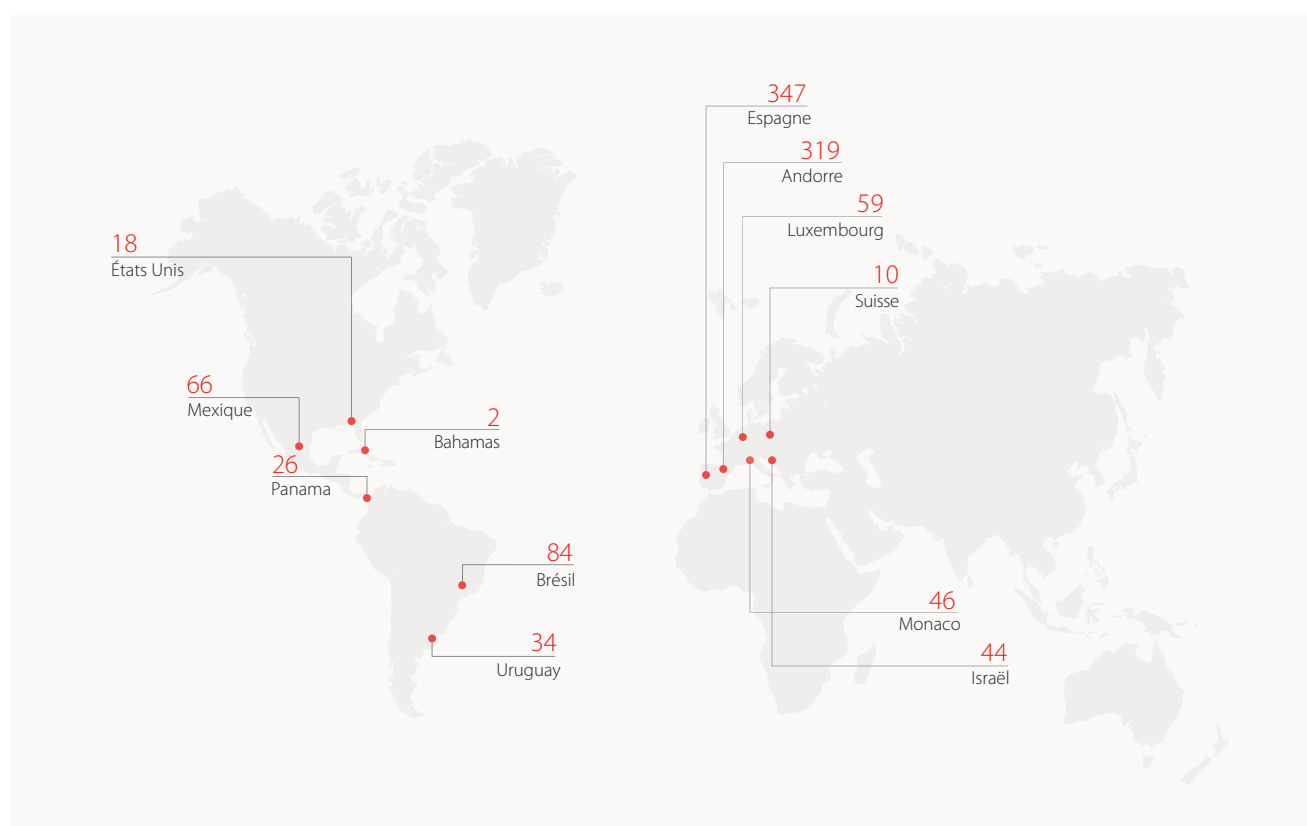 347
Espagne
319
Andorre
59
Luxembourg
18
États Unis
10
Suisse
66
Mexique
2
Bahamas
26
Panama
84
Brésil
46
Monaco
34
Uruguay
44
Israël